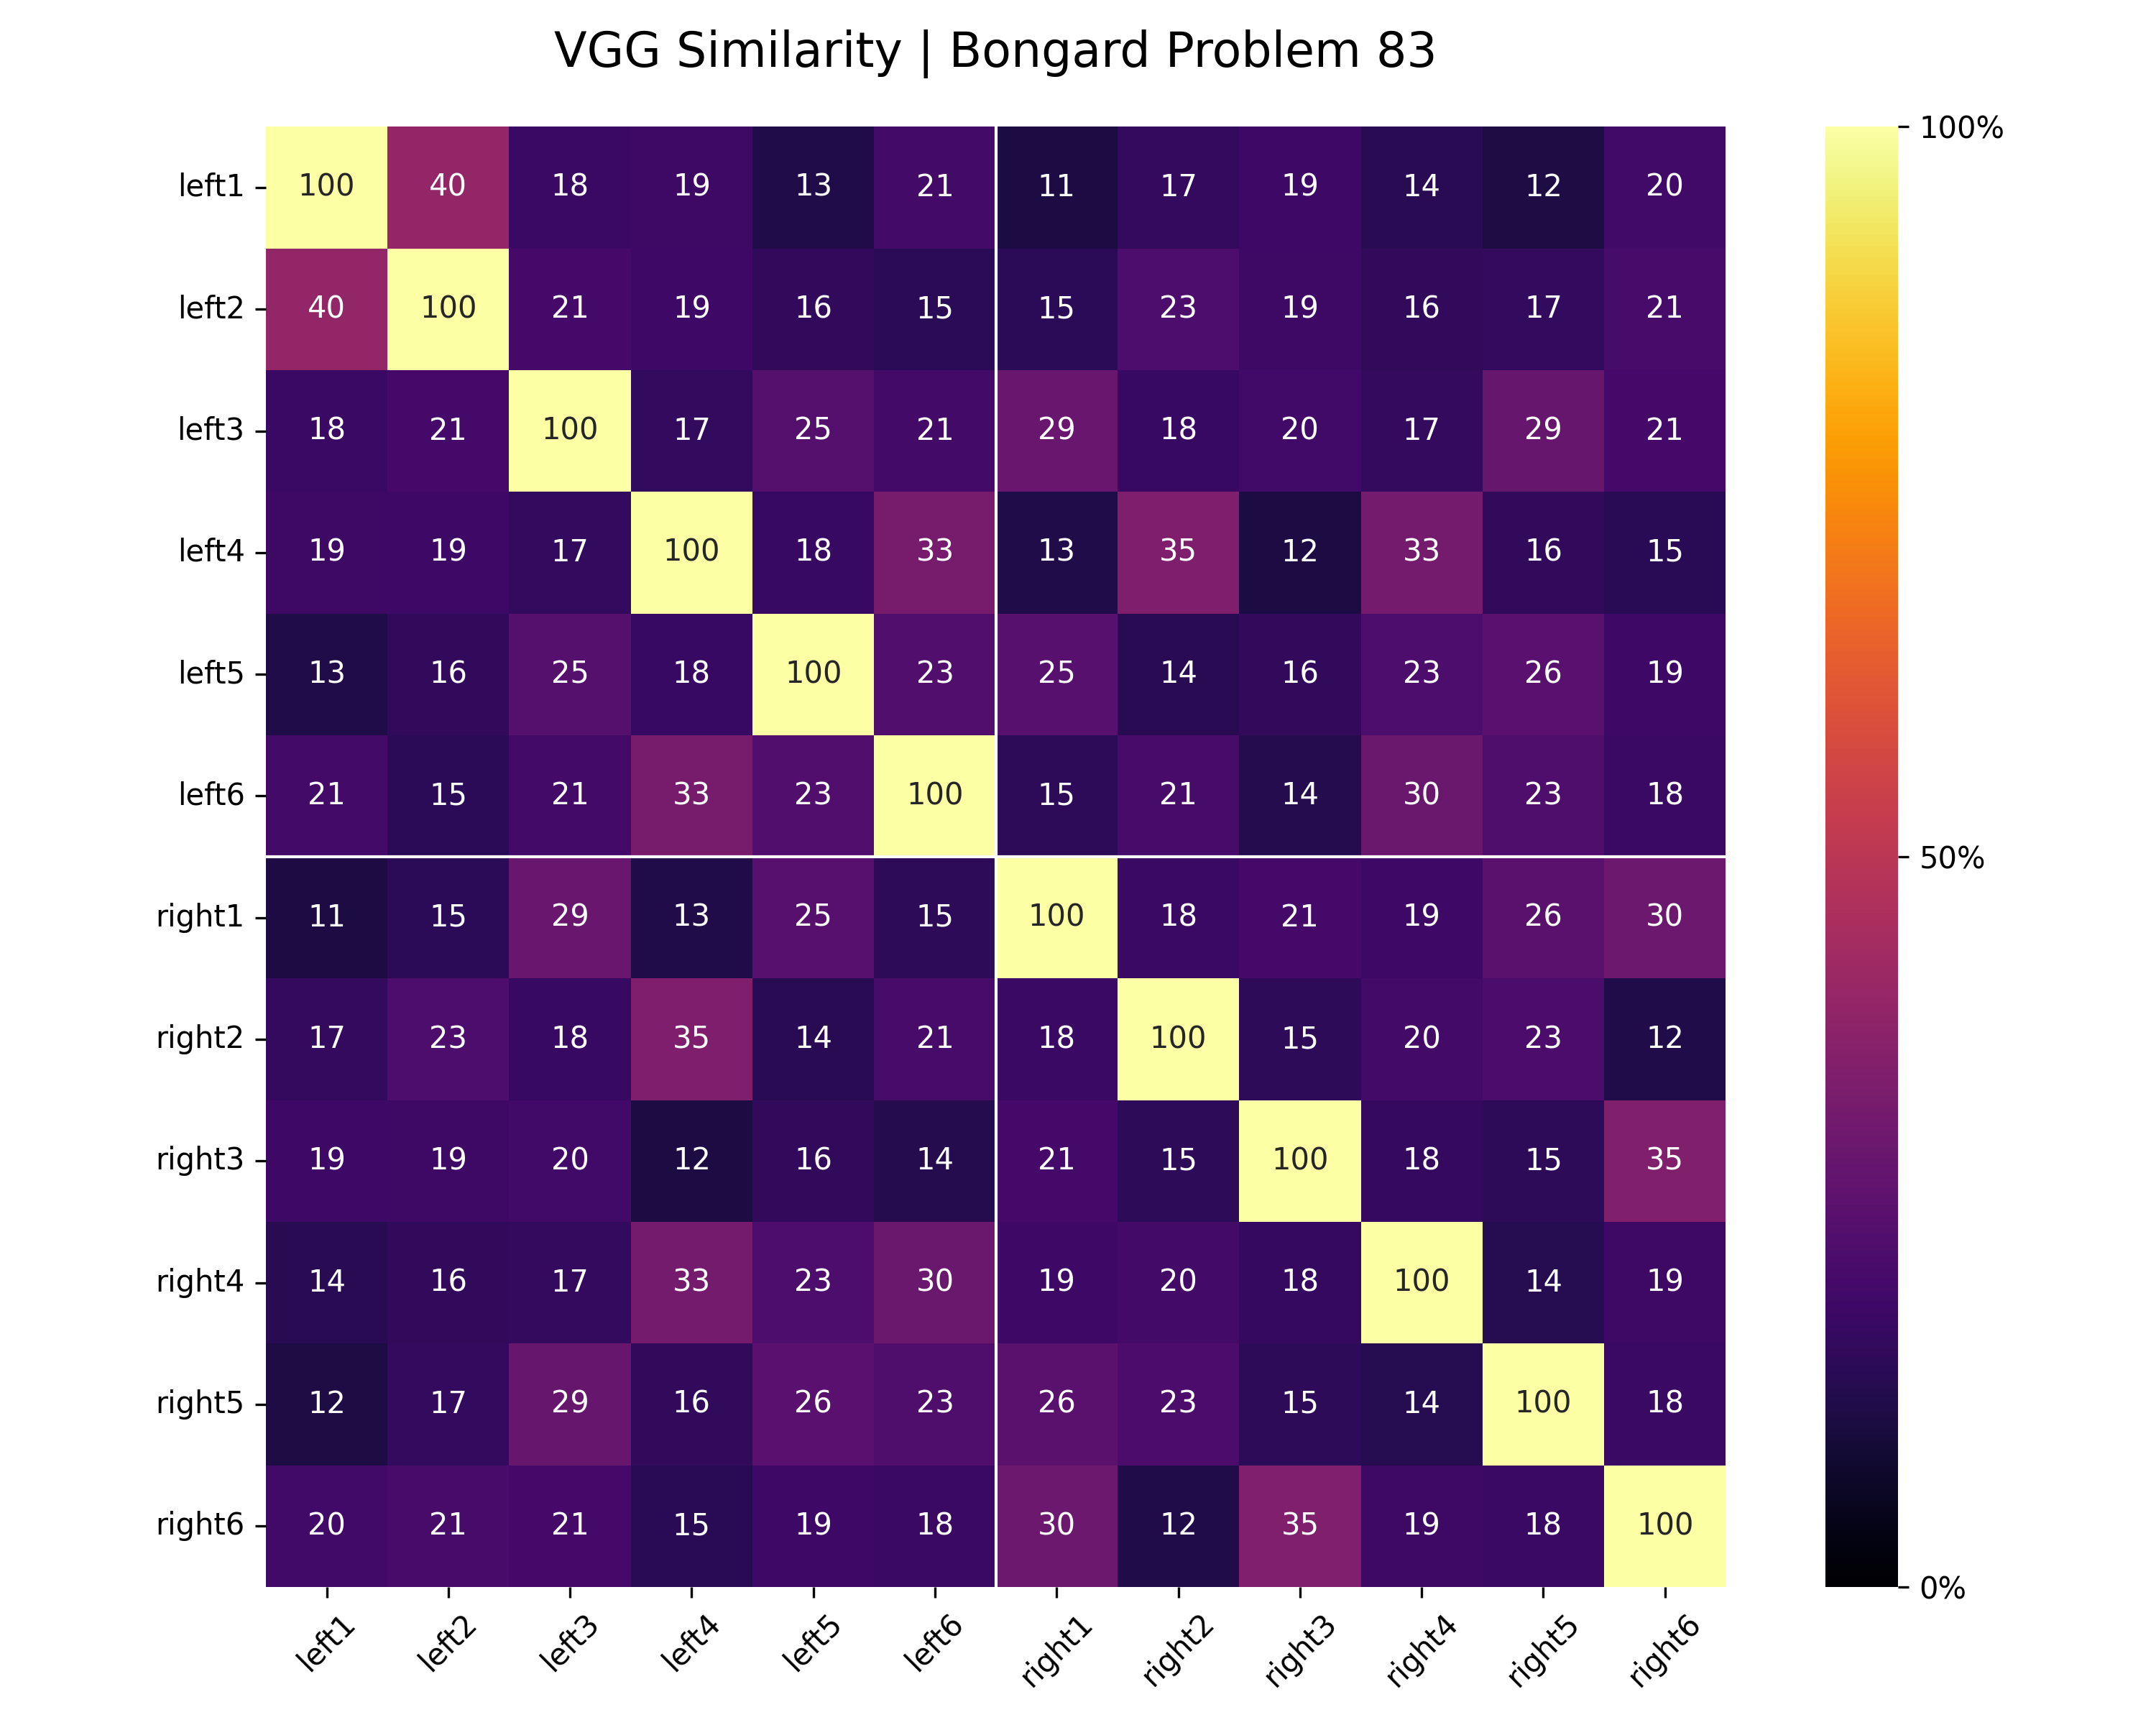 VGG Similarity | Bongard Problem 83
left1 100 40 18 19 13 21 11 17 19 14 12 20
left2 40 100 21 19 16 15 15 23 19 16 17 21
left3 18 21 100 17 25 21 29 18 20 17 29 21
left4 19 19 17 100 18 33 13 35 12 33 16 15
left5 13 16 25 18 100 23 25 14 16 23 26 19
left6 21 15 21 33 23 100 15 21 14 30 23 18
right1 11 15 29 13 25 15 100 18 21 19 26 30
right2 17 23 18 35 14 21 18 100 15 20 23 12
right3 19 19 20 12 16 14 21 15 100 18 15 35
right4 14 16 17 33 23 30 19 20 18 100 14 19
right5 12 17 29 16 26 23 26 23 15 14 100 18
right6 20 21 21 15 19 18 30 12 35 19 18 100
left1 left2 left3 left4 left5 left6 right1 right2 right3 right4 right5 right6
100%
50%
0%